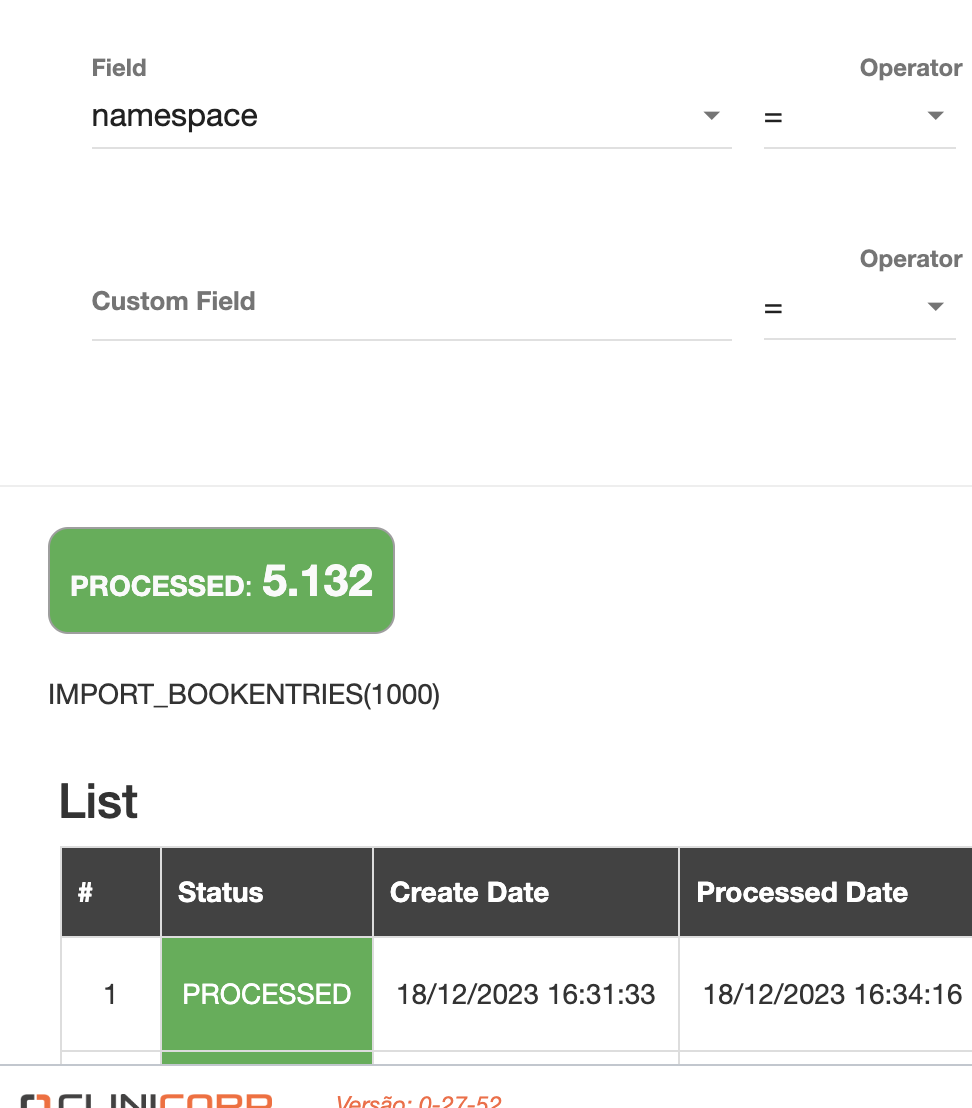 Field
Operator
namespace
=
Operator
Custom Field
=
PROCESSED: 5.132
IMPORT_BOOKENTRIES(1000)
List
# Status Create Date Processed Date
1 PROCESSED 18/12/2023 16:31:33 18/12/2023 16:34:16
CLINICORP Versão: 0-27-52